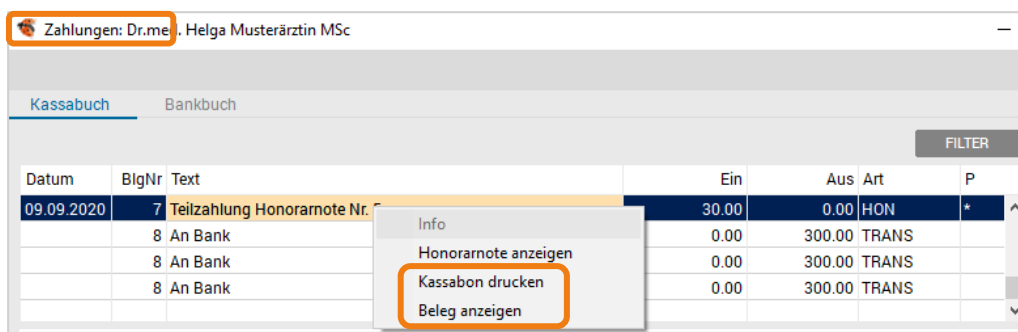 Zahlungen: Dr.med. Helga Musterärztin MSc
Kassabuch Bankbuch
FILTER
Datum BlgNr Text Ein Aus Art P
09.09.2020 7 Teilzahlung Honorarnote Nr. 30.00 0.00 HON *
8 An Bank 0.00 300.00 TRANS
8 An Bank 0.00 300.00 TRANS
8 An Bank 0.00 300.00 TRANS
Info
Honorarnote anzeigen
Kassabon drucken
Beleg anzeigen